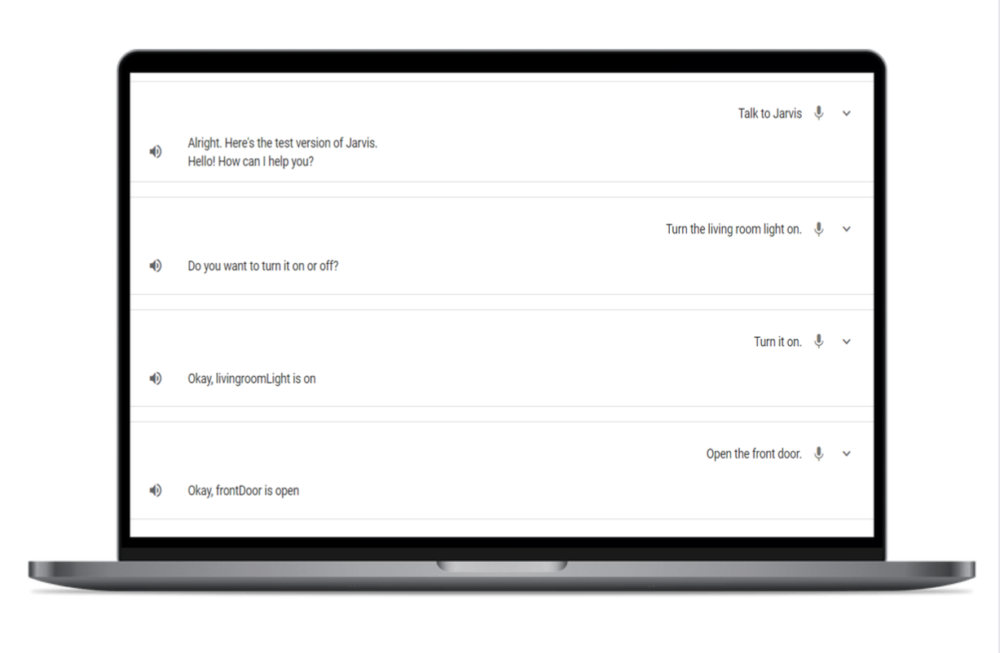 Talk to Jarvis
Alright. Here's the test version of Jarvis.
Hello! How can I help you?
Turn the living room light on.
Do you want to turn it on or off?
Turn it on.
Okay, livingroomLight is on
Open the front door.
Okay, frontDoor is open